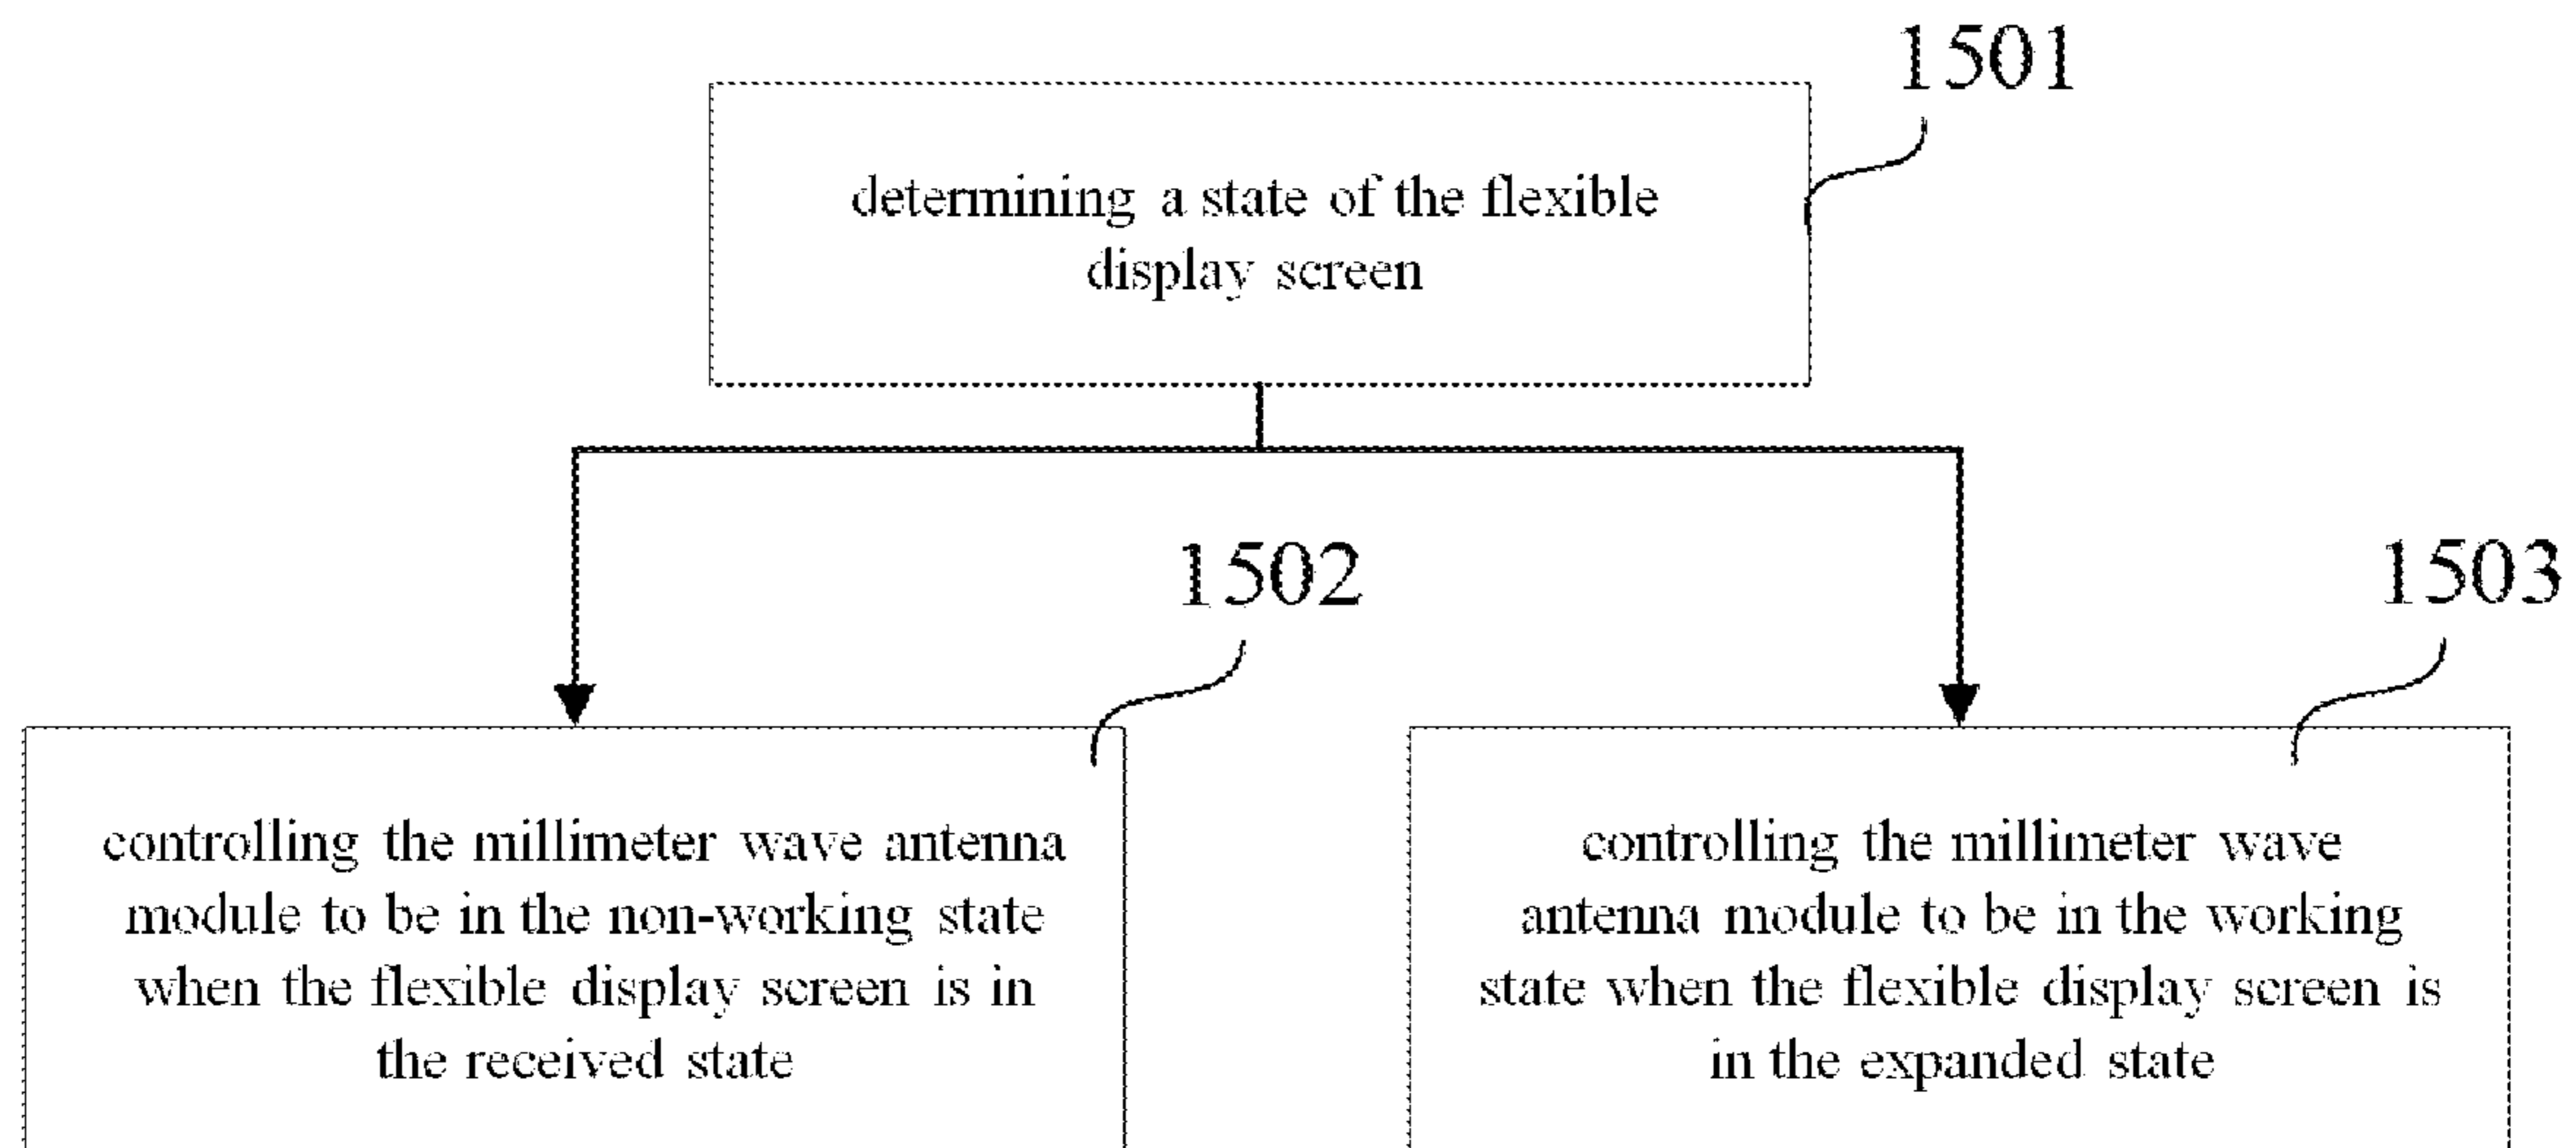 1501
determining a state of the flexible
display screen
1502
1503
controlling the millimeter wave antenna
module to be in the non-working state
when the flexible display screen is in
the received state
controlling the millimeter wave
antenna module to be in the working
state when the flexible display screen is
in the expanded state